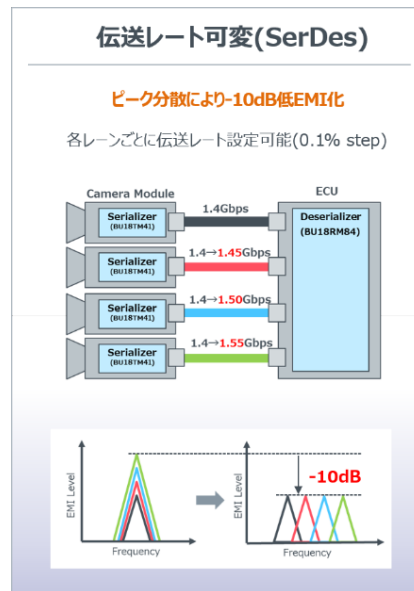 伝送レート可変(SerDes)
ピーク分散により-10dB低EMI化
各レーンごとに伝送レート設定可能(0.1% step)
Camera Module
ECU
Serializer
(BU18TM41)
1.4Gbps
Deserializer
(BU18RM84)
Serializer
(BU18TM41)
1.4→1.45Gbps
Serializer
(BU18TM41)
1.4→1.50Gbps
Serializer
(BU18TM41)
1.4→1.55Gbps
EMI Level
Frequency
-10dB
EMI Level
Frequency